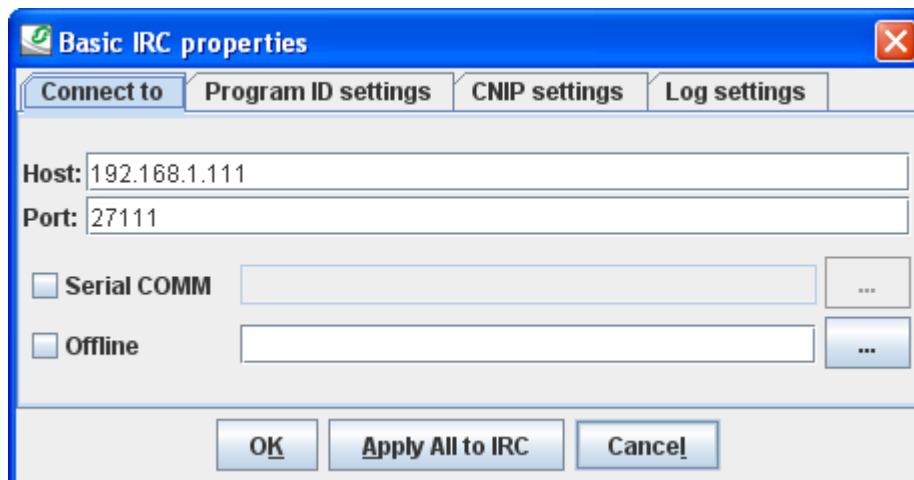 Basic IRC properties
Connect to Program ID settings CNIP settings Log settings
Host: 192.168.1.111
Port: 27111
Serial COMM ...
Offline ...
OK Apply All to IRC Cancel